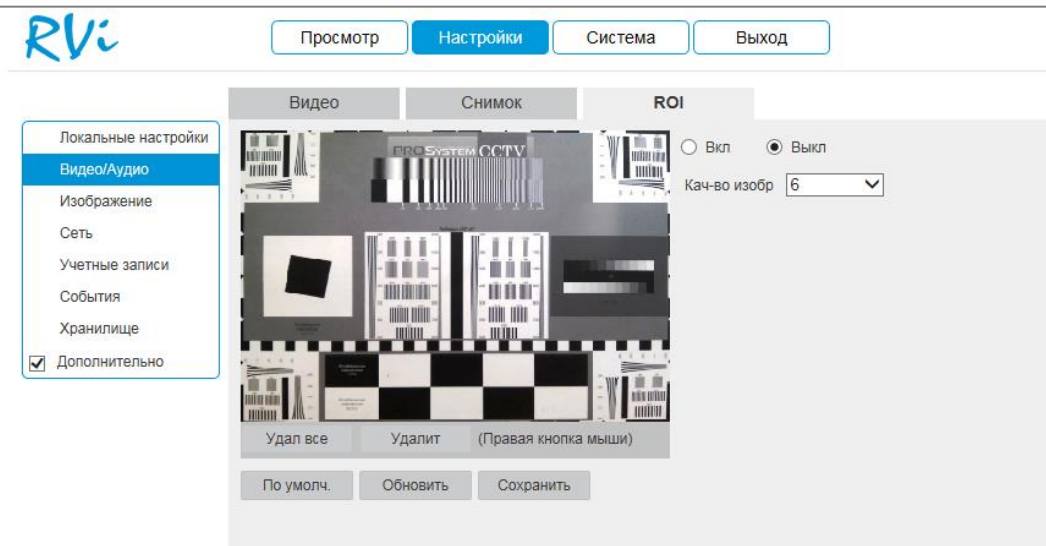 RVi
Просмотр
Настройки
Система
Выход
Видео
Снимок
ROI
Локальные настройки
Видео/Аудио
Изображение
Сеть
Учетные записи
События
Хранилище
Дополнительно
PROSYSTEM CCTV
Вкл
Выкл
Кач-во изобр 6
Удал все
Удалит
(Правая кнопка мыши)
По умолч.
Обновить
Сохранить